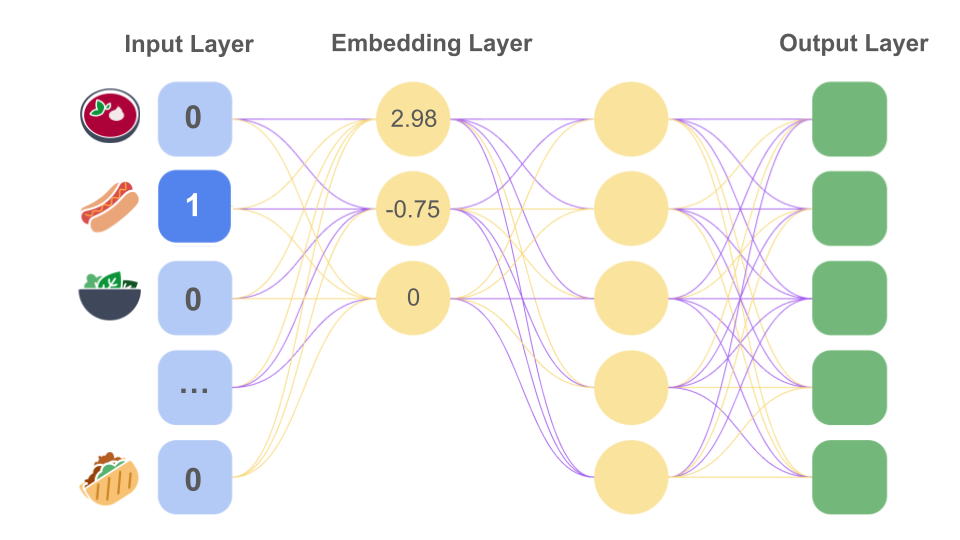 Input Layer
Embedding Layer
Output Layer
0
2.98
1
-0.75
0
0
...
0